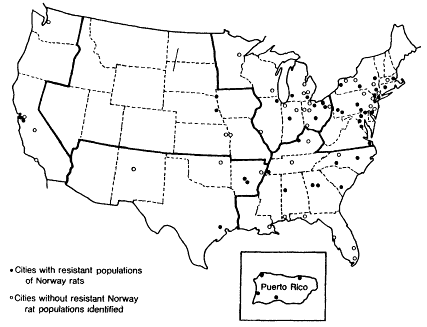 Puerto Rico
•Cities with resistant populations
of Norway rats
○Cities without resistant Norway
rat populations identified